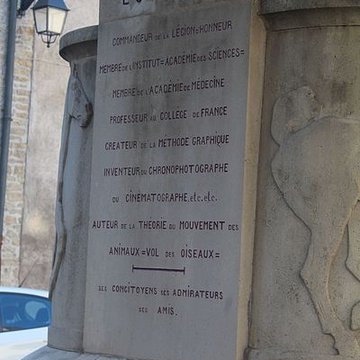 COMMANDEUR DE LA LÉGION=HONNEUR
MEMBRE DE L'INSTITUT=ACADÉMIE DES SCIENCES=
MEMBRE DE L'ACADÉMIE DE MÉDECINE
PROFESSEUR AU COLLÈGE DE FRANCE
CRÉATEUR DE LA MÉTHODE GRAPHIQUE
INVENTEUR DU CHRONOPHOTOGRAPHE
OU CINÉMATOGRAPHE.etc.etc.
AUTEUR DE LA THÉORIE DU MOUVEMENT DES
ANIMAUX=VOL DES OISEAUX=
SES CONCITOYENS SES ADMIRATEURS
SES AMIS.